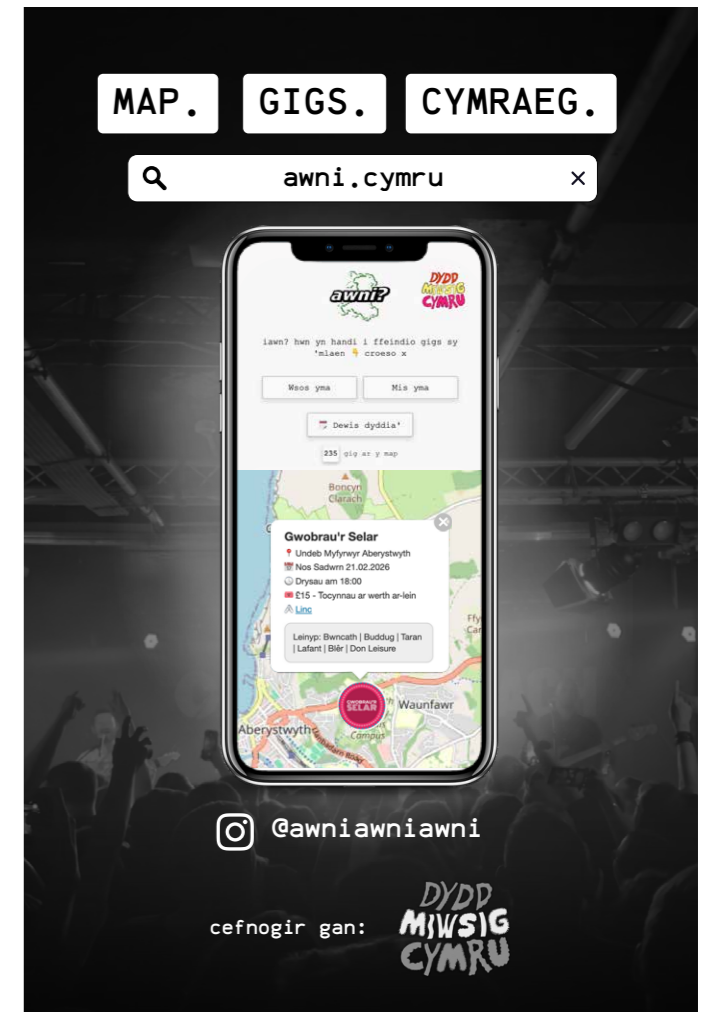 MAP. GIGS. CYMRAEG.
awni.cymru
awni?
DYDD
MIWSIG
CYMRU
iawn? hwn yn handi i ffeindio gigs sy
'mlaen 👇 croeso x
Wsos yma
Mis yma
📅 Dewis dyddia'
235 gig ar y map
Boncyn
Clarach
Gwobrau'r Selar
📍 Undeb Myfyrwyr Aberystwyth
📅 Nos Sadwrn 21.02.2026
🕕 Drysau am 18:00
🎟️ £15 - Tocynnau ar werth ar-lein
🔗 Linc
Leinyp: Bwncath | Buddug | Taran
| Lafant | Blêr | Don Leisure
GWOBRAU'R
SELAR
Waunfawr
Aberystwyth
Campus
@awniawniawni
cefnogir gan:
DYDD
MIWSIG
CYMRU